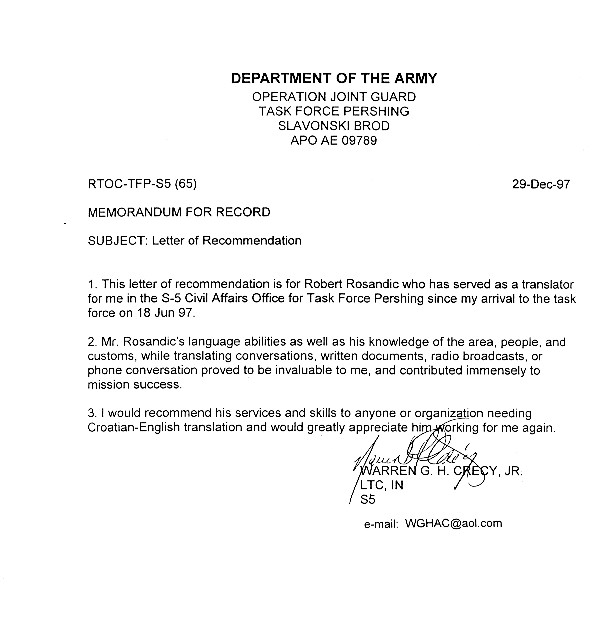 DEPARTMENT OF THE ARMY
OPERATION JOINT GUARD
TASK FORCE PERSHING
SLAVONSKI BROD
APO AE 09789
RTOC-TFP-S5 (65) 29-Dec-97
MEMORANDUM FOR RECORD
SUBJECT: Letter of Recommendation
1. This letter of recommendation is for Robert Rosandic who has served as a translator
for me in the S-5 Civil Affairs Office for Task Force Pershing since my arrival to the task
force on 18 Jun 97.
2. Mr. Rosandic's language abilities as well as his knowledge of the area, people, and
customs, while translating conversations, written documents, radio broadcasts, or
phone conversation proved to be invaluable to me, and contributed immensely to
mission success.
3. I would recommend his services and skills to anyone or organization needing
Croatian-English translation and would greatly appreciate him working for me again.
WARREN G. H. CRECY, JR.
LTC, IN
S5
e-mail: WGHAC@aol.com